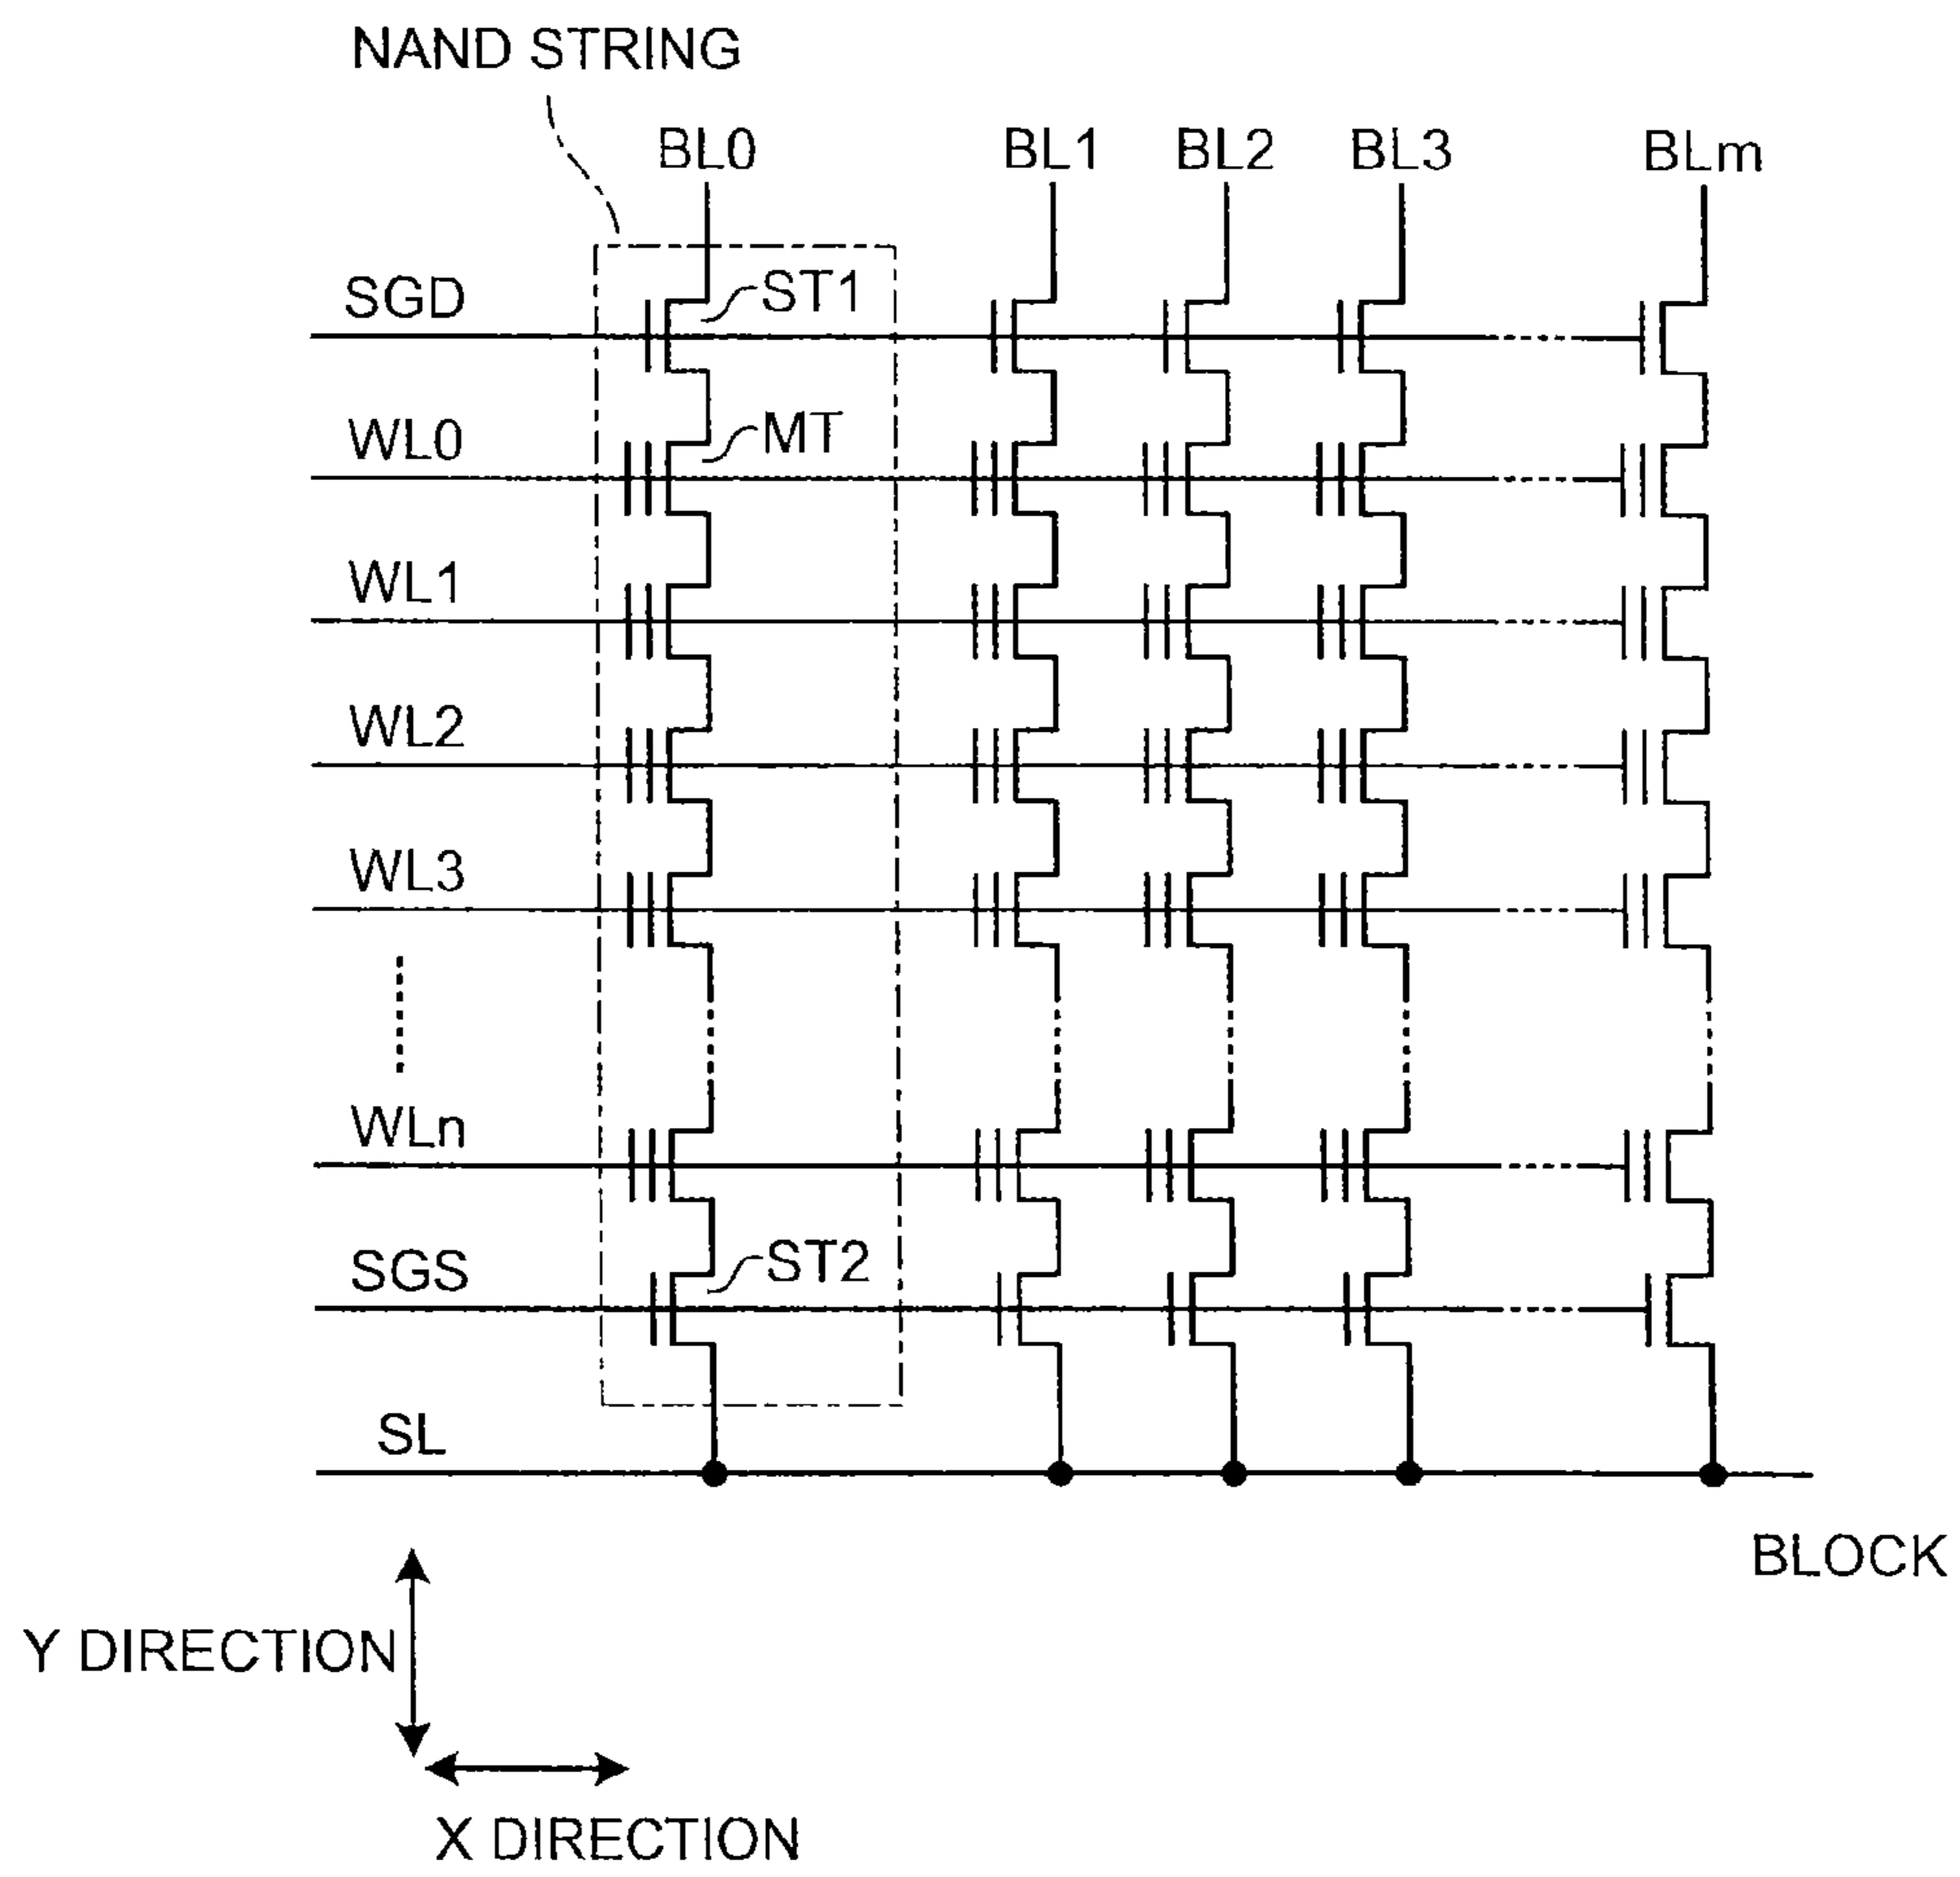 NAND STRING
BL0 BL1 BL2 BL3 BLm
SGD ST1
WL0 MT
WL1
WL2
WL3
WLn
SGS ST2
SL
BLOCK
Y DIRECTION
X DIRECTION